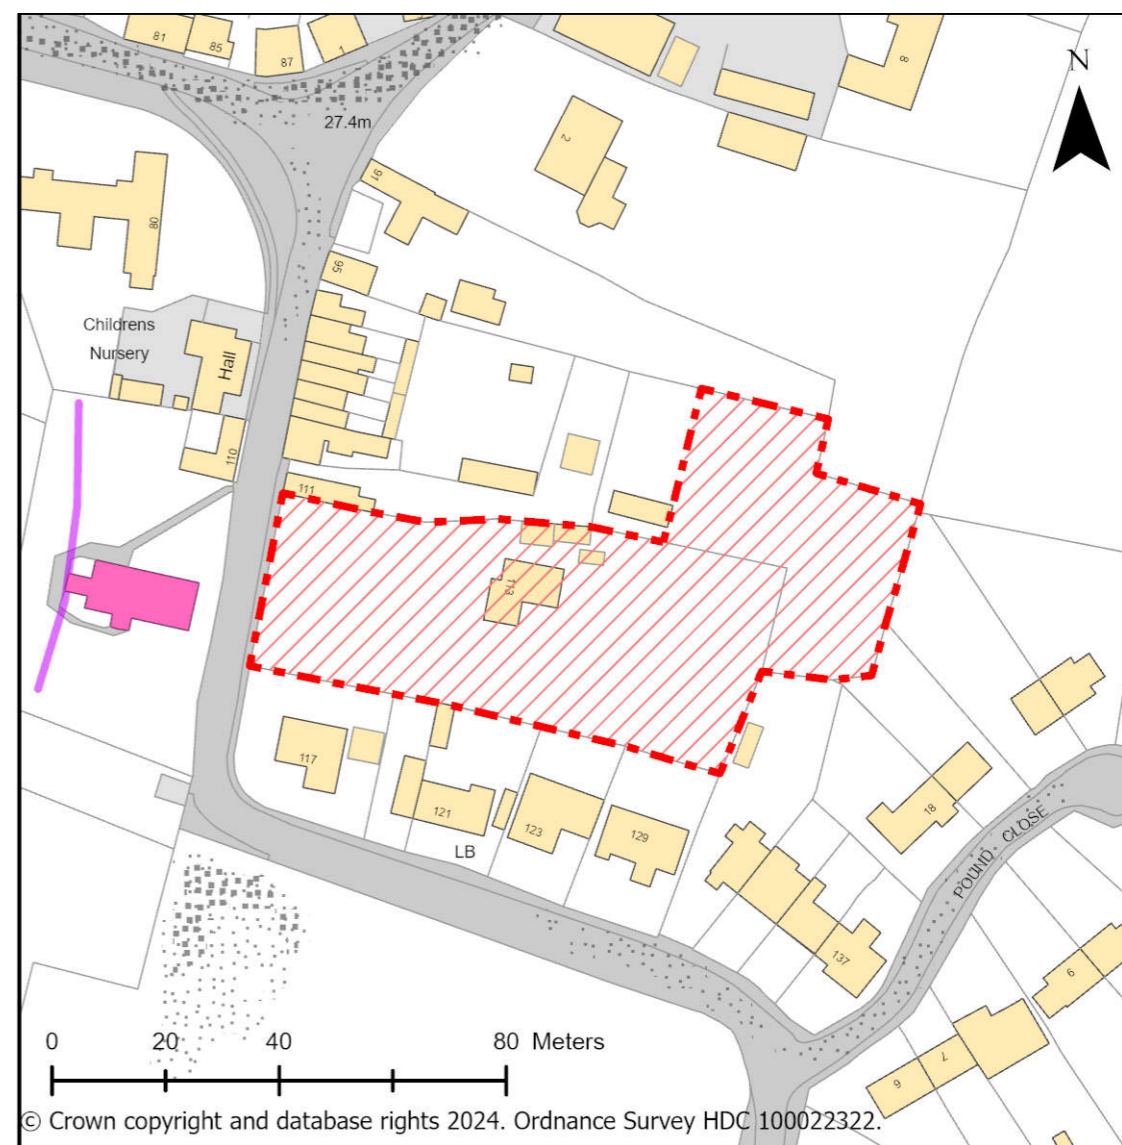 81
85
87
1
8
N
27.4m
2
91
80
95
Childrens
Nursery
Hall
110
111
113
117
121
123
129
LB
18
POUND CLOSE
137
9
7
6
0 20 40 80 Meters
© Crown copyright and database rights 2024. Ordnance Survey HDC 100022322.